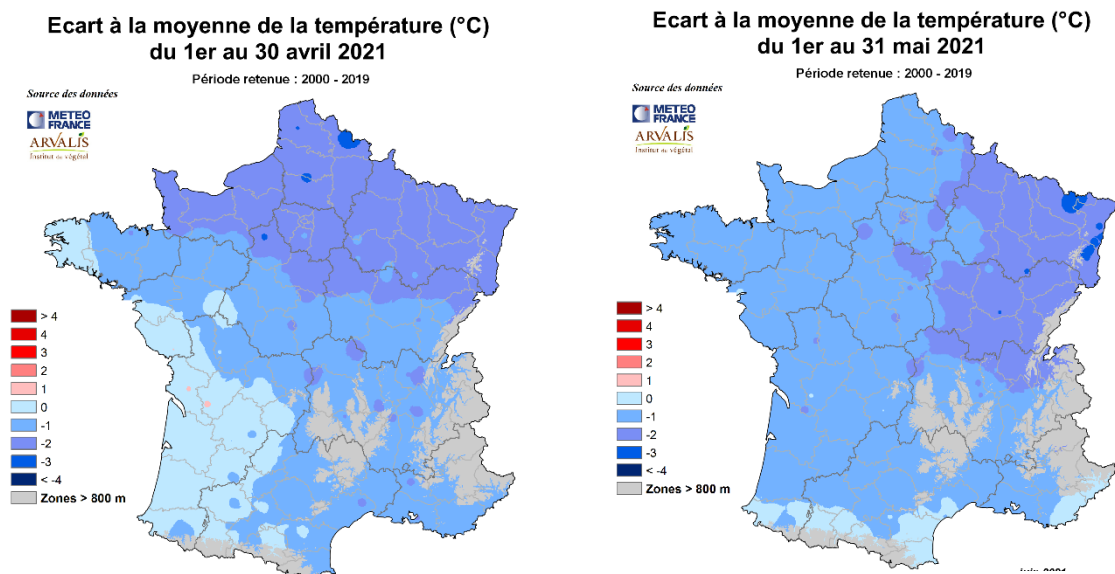 Ecart à la moyenne de la température (°C)
du 1er au 30 avril 2021
Période retenue : 2000 - 2019
Source des données
METEO
FRANCE
ARVALIS
Institut du végétal
> 4
4
3
2
1
0
-1
-2
-3
< -4
Zones > 800 m
Ecart à la moyenne de la température (°C)
du 1er au 31 mai 2021
Période retenue : 2000 - 2019
Source des données
METEO
FRANCE
ARVALIS
Institut du végétal
> 4
4
3
2
1
0
-1
-2
-3
< -4
Zones > 800 m